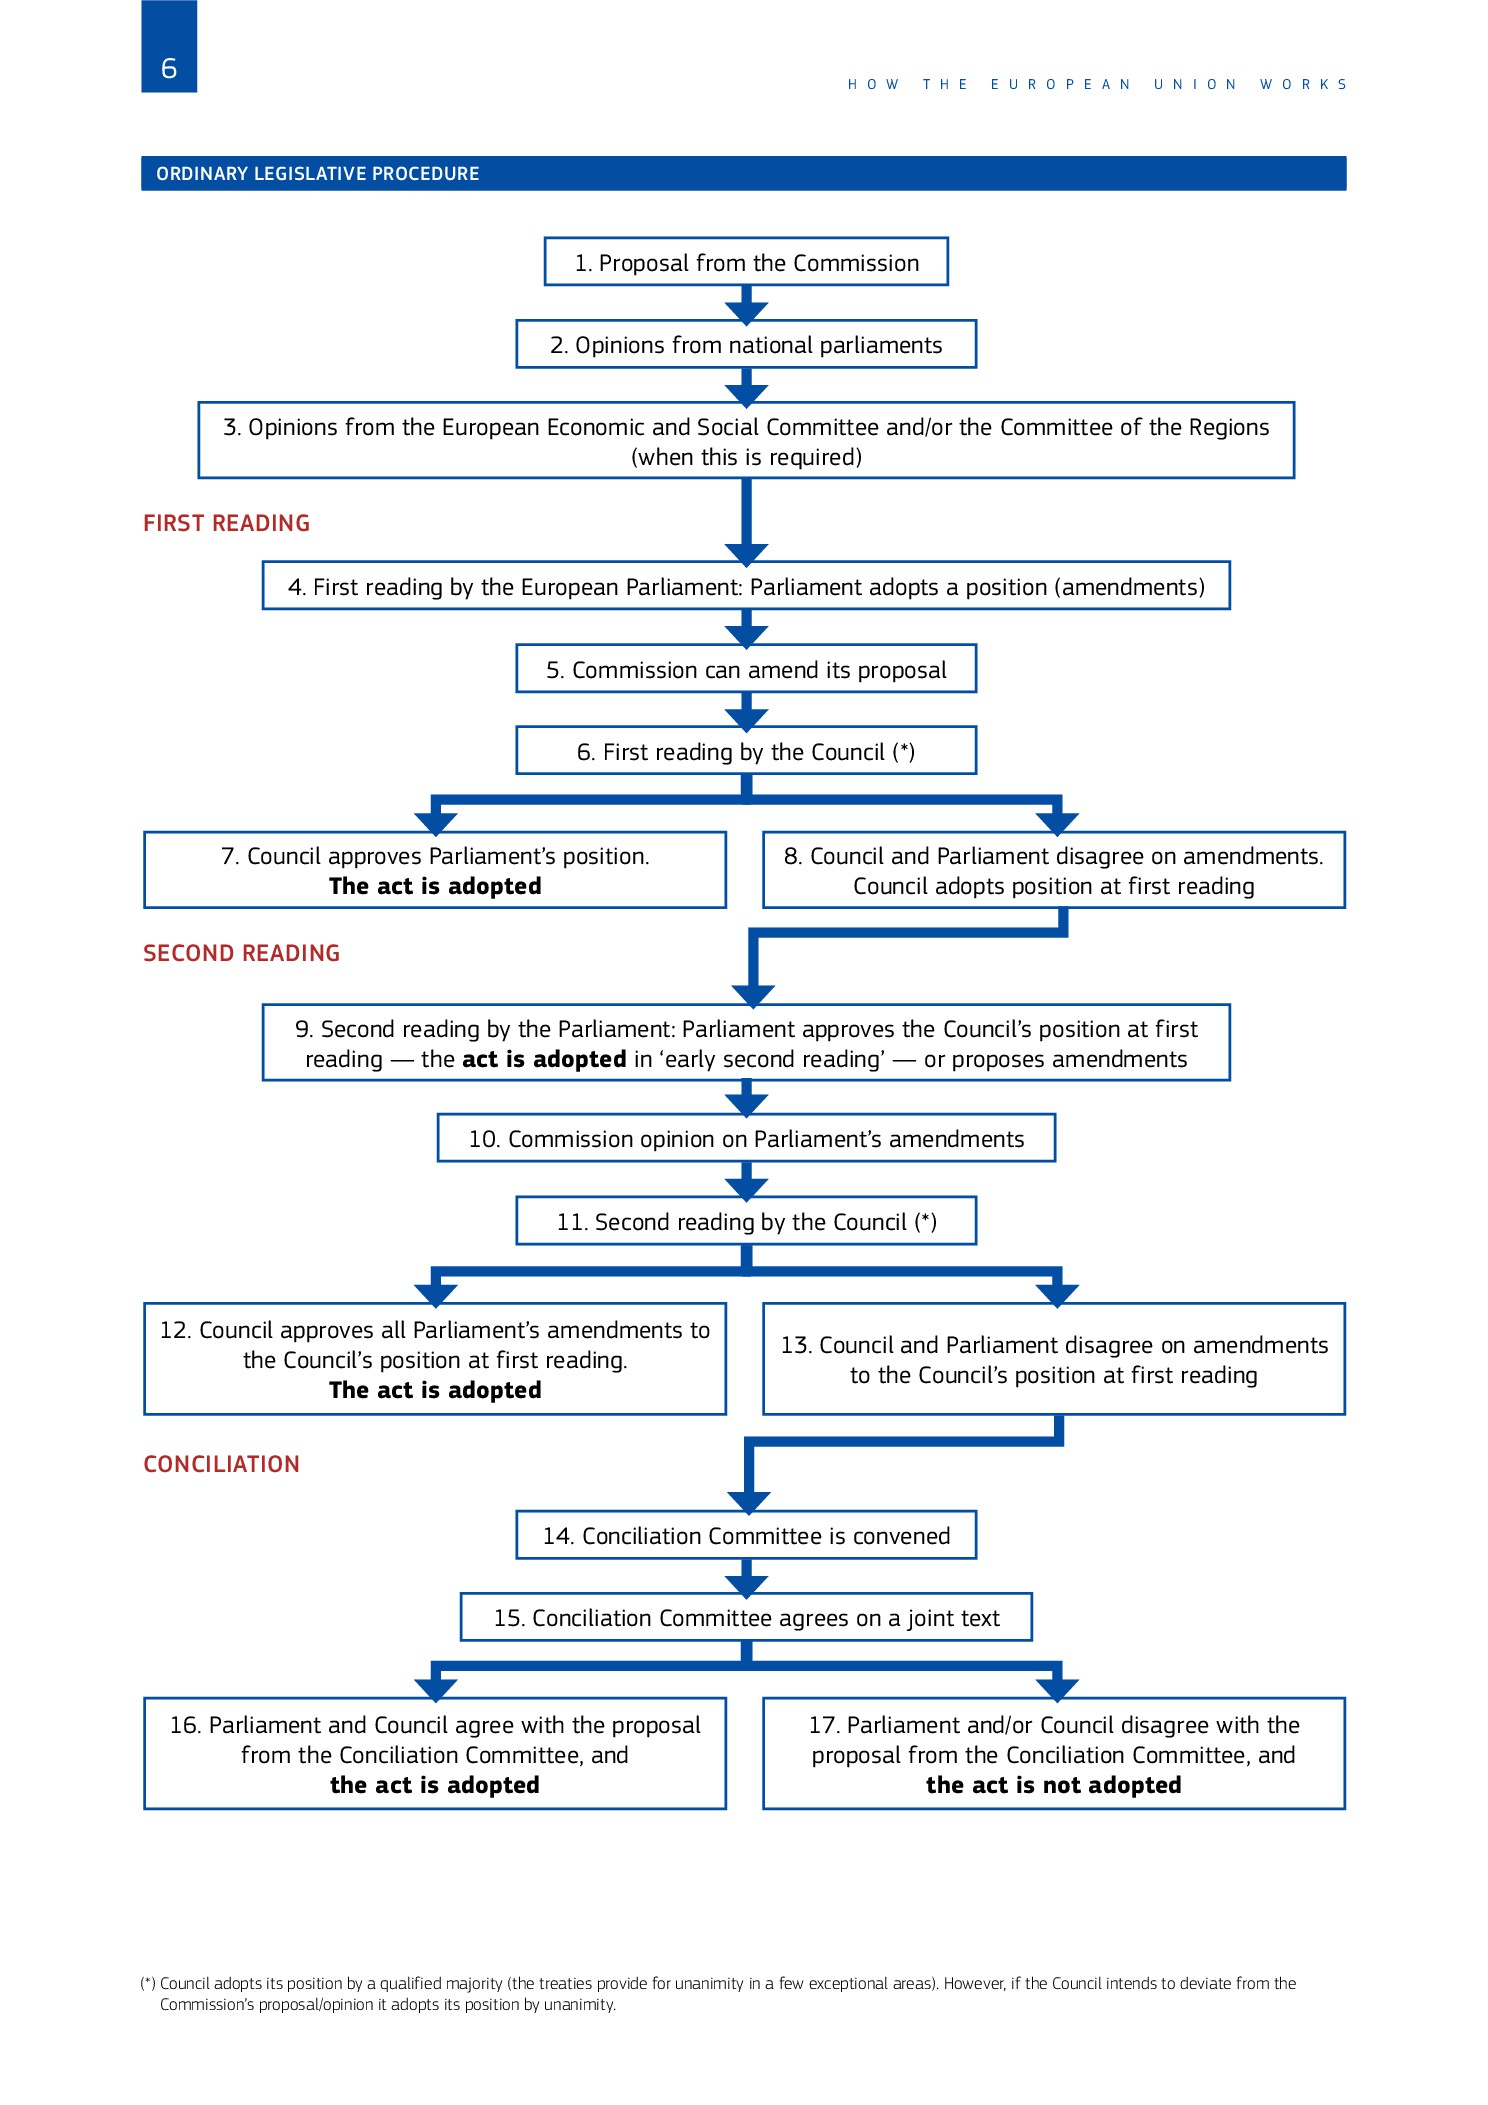 6
HOW THE EUROPEAN UNION WORKS
ORDINARY LEGISLATIVE PROCEDURE
1. Proposal from the Commission
2. Opinions from national parliaments
3. Opinions from the European Economic and Social Committee and/or the Committee of the Regions
(when this is required)
FIRST READING
4. First reading by the European Parliament: Parliament adopts a position (amendments)
5. Commission can amend its proposal
6. First reading by the Council (*)
7. Council approves Parliament’s position.
The act is adopted
8. Council and Parliament disagree on amendments.
Council adopts position at first reading
SECOND READING
9. Second reading by the Parliament: Parliament approves the Council’s position at first
reading — the act is adopted in ‘early second reading’ — or proposes amendments
10. Commission opinion on Parliament’s amendments
11. Second reading by the Council (*)
12. Council approves all Parliament’s amendments to
the Council’s position at first reading.
The act is adopted
13. Council and Parliament disagree on amendments
to the Council’s position at first reading
CONCILIATION
14. Conciliation Committee is convened
15. Conciliation Committee agrees on a joint text
16. Parliament and Council agree with the proposal
from the Conciliation Committee, and
the act is adopted
17. Parliament and/or Council disagree with the
proposal from the Conciliation Committee, and
the act is not adopted
(*) Council adopts its position by a qualified majority (the treaties provide for unanimity in a few exceptional areas). However, if the Council intends to deviate from the
Commission’s proposal/opinion it adopts its position by unanimity.